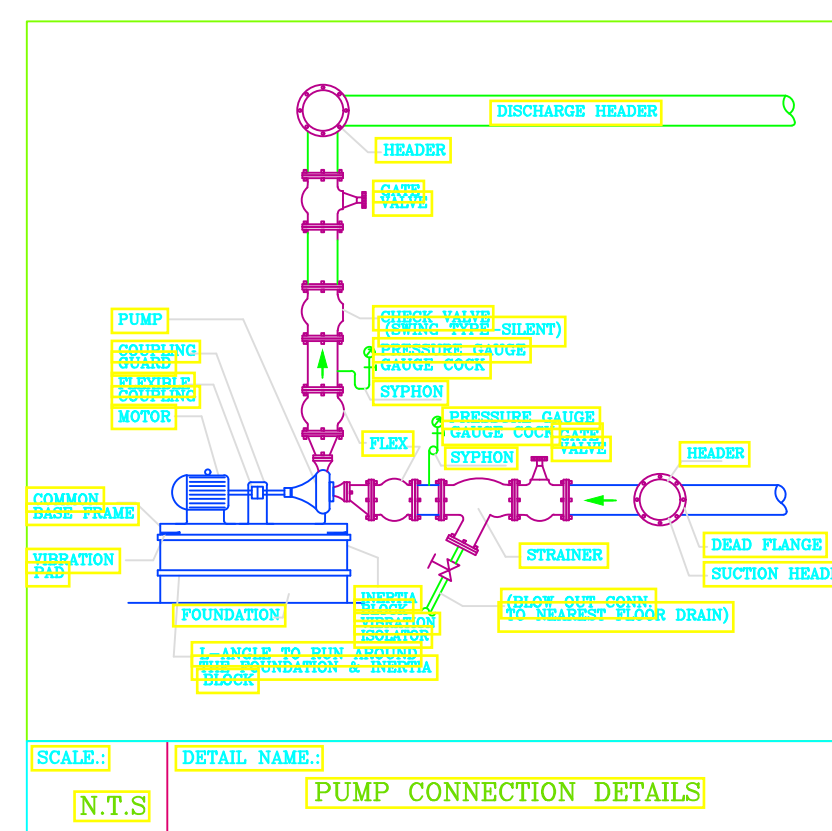 DISCHARGE HEADER
HEADER
GATE
VALVE
PUMP
CHECK VALVE
(SWING TYPE-SILENT)
COUPLING
GUARD
PRESSURE GAUGE
GAUGE COCK
FLEXIBLE
COUPLING
SYPHON
MOTOR
PRESSURE GAUGE
GAUGE COCK
GATE
VALVE
FLEX
SYPHON
HEADER
COMMON
BASE FRAME
DEAD FLANGE
STRAINER
VIBRATION
PAD
SUCTION HEADE
INERTIA
BLOCK
VIBRATION
ISOLATOR
(BLOW OUT CONN.
TO NEAREST FLOOR DRAIN)
FOUNDATION
L-ANGLE TO RUN AROUND
THE FOUNDATION & INERTIA
BLOCK
SCALE.:
DETAIL NAME.:
N.T.S
PUMP CONNECTION DETAILS